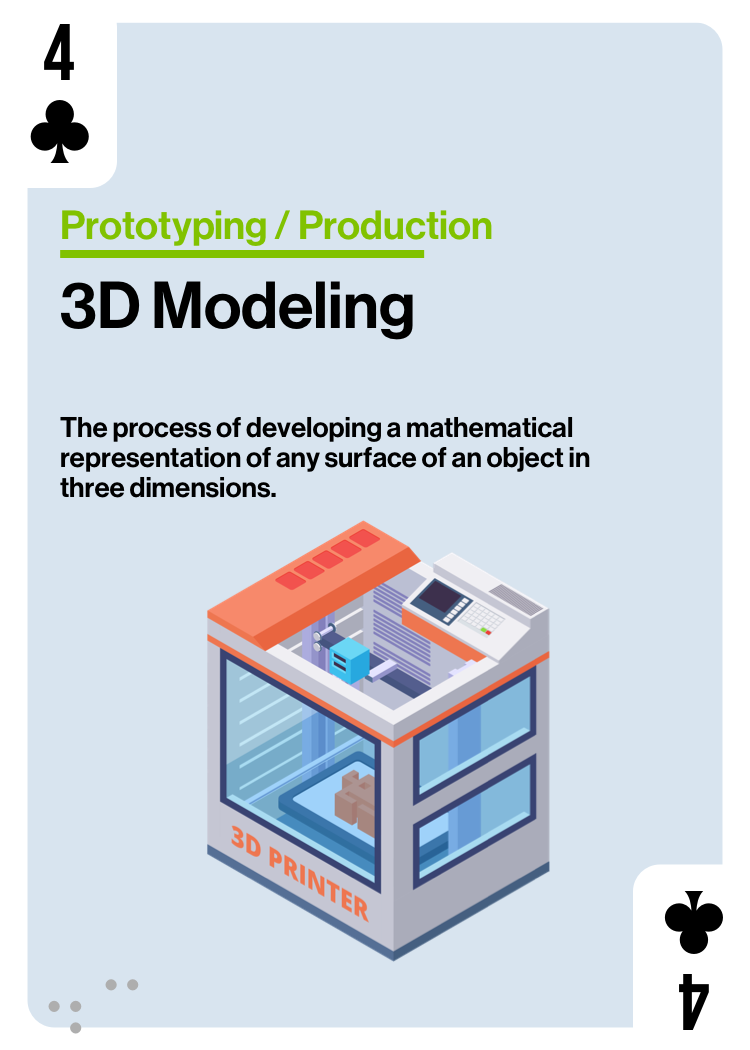 4
Prototyping / Production
3D Modeling
The process of developing a mathematical
representation of any surface of an object in
three dimensions.
3D PRINTER
4